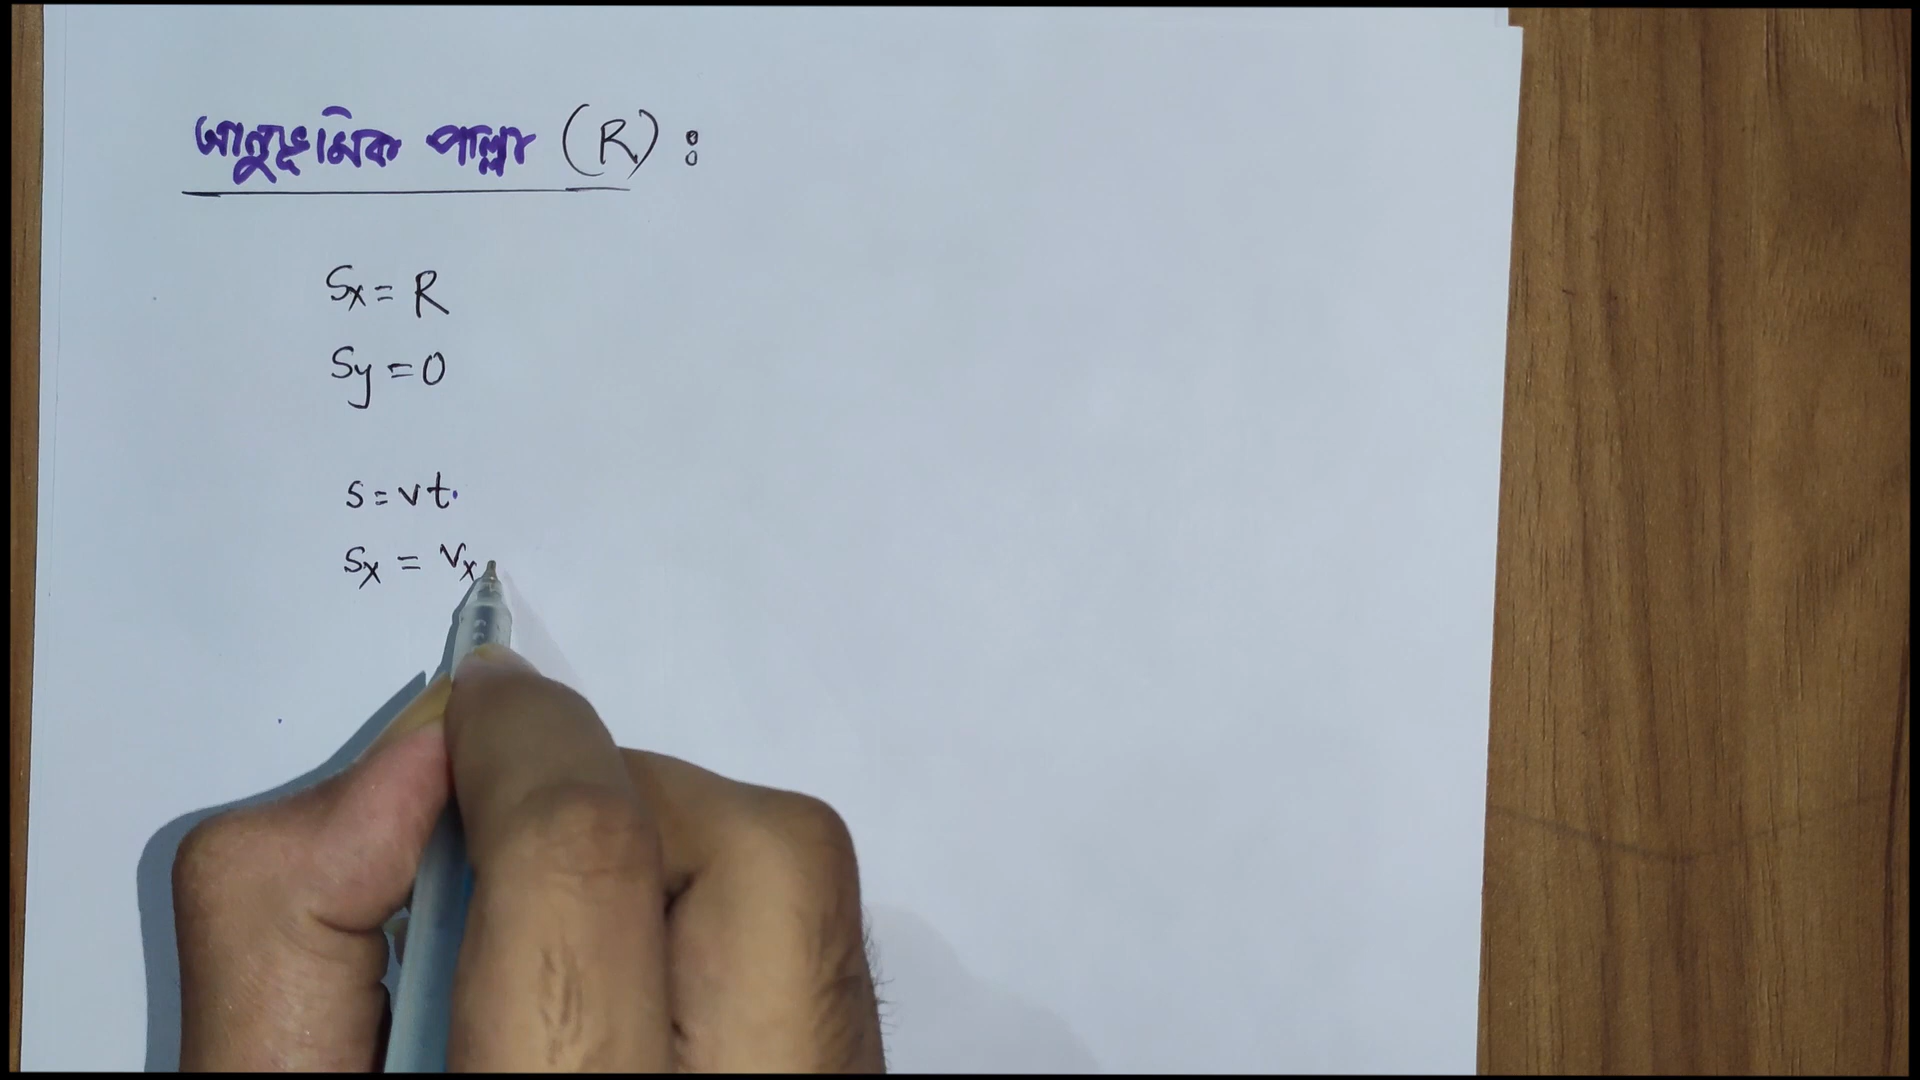 আনুভূমিক পাল্লা (R) :
Sx = R
Sy = 0
s = vt.
Sx = vx